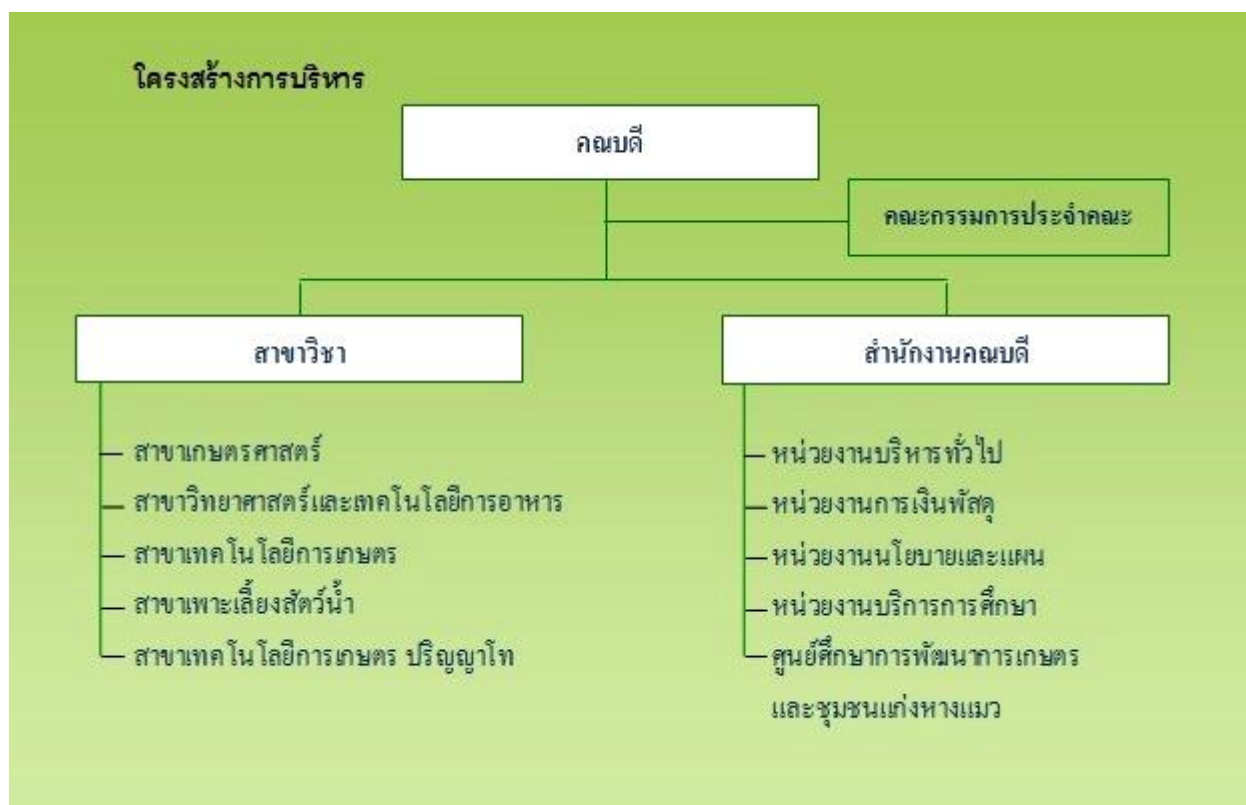 โครงสร้างการบริหาร
คณบดี
คณะกรรมการประจำคณะ
สาขาวิชา
สาขาเกษตรศาสตร์
สาขาวิทยาศาสตร์และเทคโนโลยีการอาหาร
สาขาเทคโนโลยีการเกษตร
สาขาเพาะเลี้ยงสัตว์น้ำ
สาขาเทคโนโลยีการเกษตร ปริญญาโท
สำนักงานคณบดี
หน่วยงานบริหารทั่วไป
หน่วยงานการเงินพัสดุ
หน่วยงานนโยบายและแผน
หน่วยงานบริการการศึกษา
ศูนย์ศึกษาการพัฒนาการเกษตร
และชุมชนแก่งหางแมว